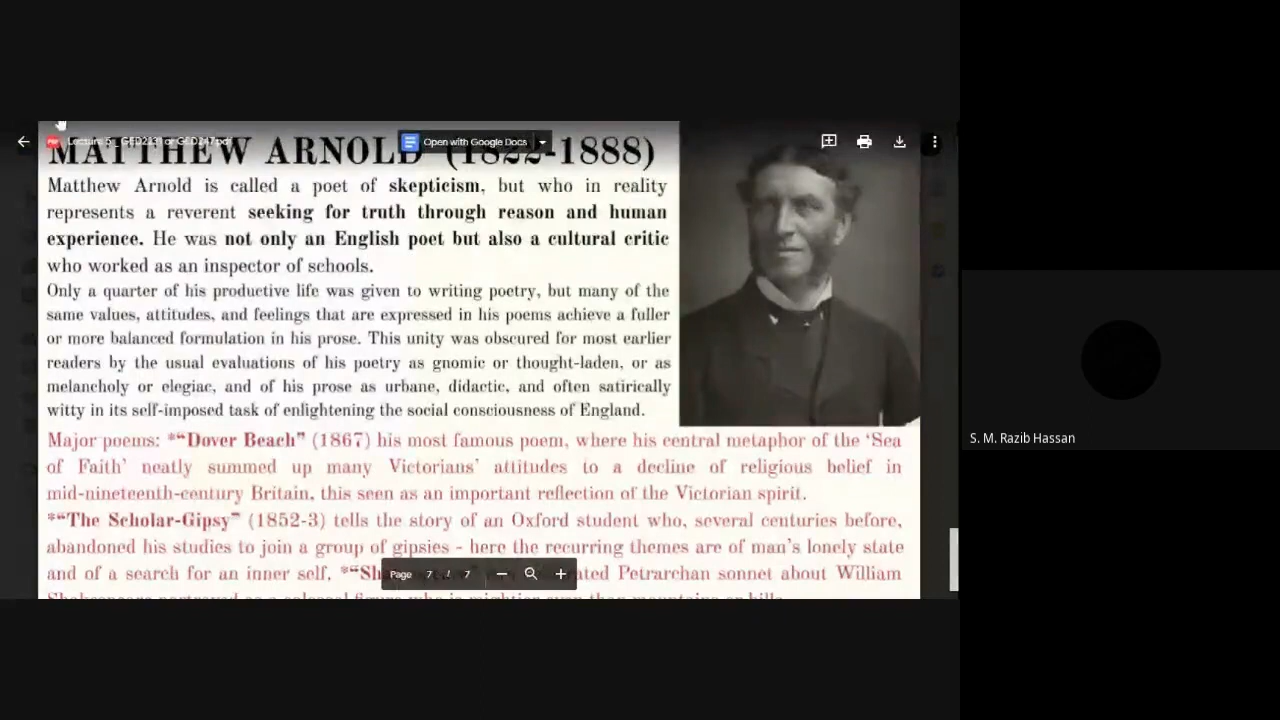 MATTHEW ARNOLD (1822-1888)
Open with Google Docs
Matthew Arnold is called a poet of skepticism, but who in reality
represents a reverent seeking for truth through reason and human
experience. He was not only an English poet but also a cultural critic
who worked as an inspector of schools.
Only a quarter of his productive life was given to writing poetry, but many of the
same values, attitudes, and feelings that are expressed in his poems achieve a fuller
or more balanced formulation in his prose. This unity was obscured for most earlier
readers by the usual evaluations of his poetry as gnomic or thought-laden, or as
melancholy or elegiac, and of his prose as urbane, didactic, and often satirically
witty in its self-imposed task of enlightening the social consciousness of England.
Major poems: *“Dover Beach” (1867) his most famous poem, where his central metaphor of the ‘Sea
of Faith’ neatly summed up many Victorians’ attitudes to a decline of religious belief in
mid-nineteenth-century Britain, this seen as an important reflection of the Victorian spirit.
*“The Scholar-Gipsy” (1852-3) tells the story of an Oxford student who, several centuries before,
abandoned his studies to join a group of gipsies - here the recurring themes are of man’s lonely state
and of a search for an inner self, Petrarchan sonnet about William
Page 7 / 7
S. M. Razib Hassan